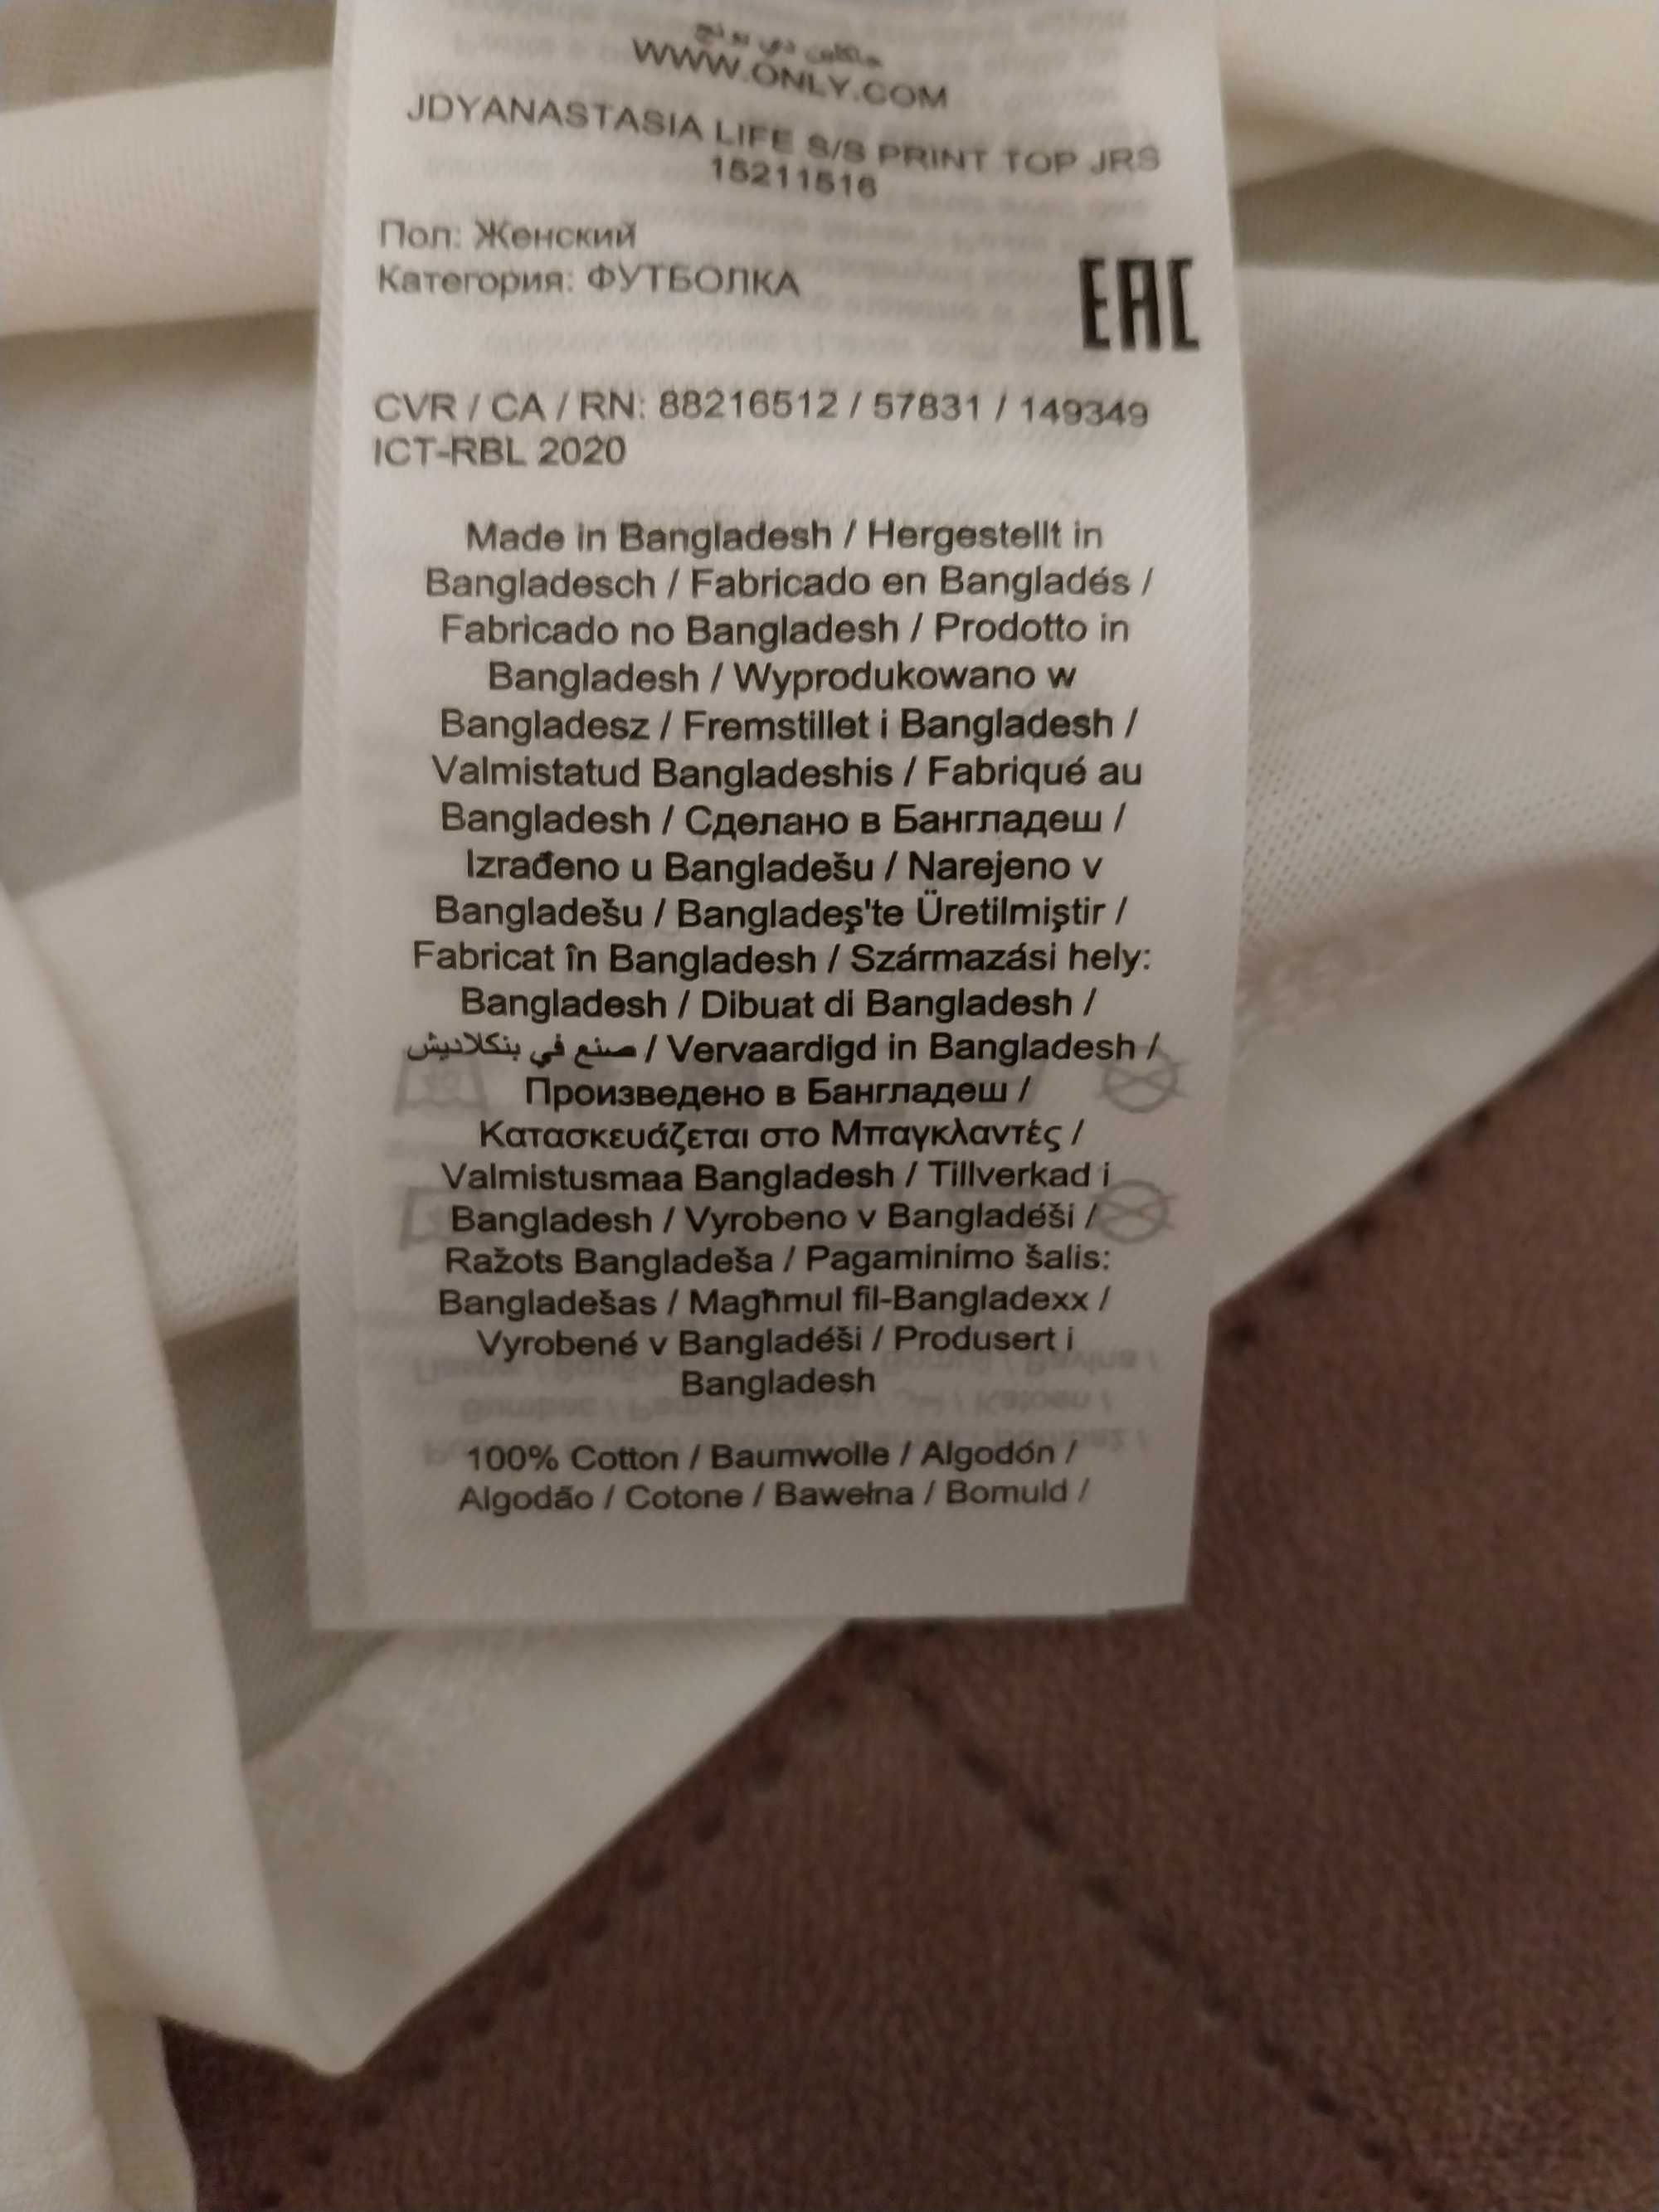 جاكلين دي يونج
WWW.ONLY.COM
JDYANASTASIA LIFE S/S PRINT TOP JRS
15211516
Пол: Женский
Категория: ФУТБОЛКА
EAC
CVR / CA / RN: 88216512 / 57831 / 149349
ICT-RBL 2020
Made in Bangladesh / Hergestellt in
Bangladesch / Fabricado en Bangladés /
Fabricado no Bangladesh / Prodotto in
Bangladesh / Wyprodukowano w
Bangladesz / Fremstillet i Bangladesh /
Valmistatud Bangladeshis / Fabriqué au
Bangladesh / Сделано в Бангладеш /
Izrađeno u Bangladešu / Narejeno v
Bangladešu / Bangladeş'te Üretilmiştir /
Fabricat în Bangladesh / Származási hely:
Bangladesh / Dibuat di Bangladesh /
صنع في بنكلاديش / Vervaardigd in Bangladesh /
Произведено в Бангладеш /
Κατασκευάζεται στο Μπαγκλαντές /
Valmistusmaa Bangladesh / Tillverkad i
Bangladesh / Vyrobeno v Bangladéši /
Ražots Bangladeša / Pagaminimo šalis:
Bangladešas / Magħmul fil-Bangladexx /
Vyrobené v Bangladéši / Produsert i
Bangladesh
100% Cotton / Baumwolle / Algodón /
Algodão / Cotone / Bawełna / Bomuld /